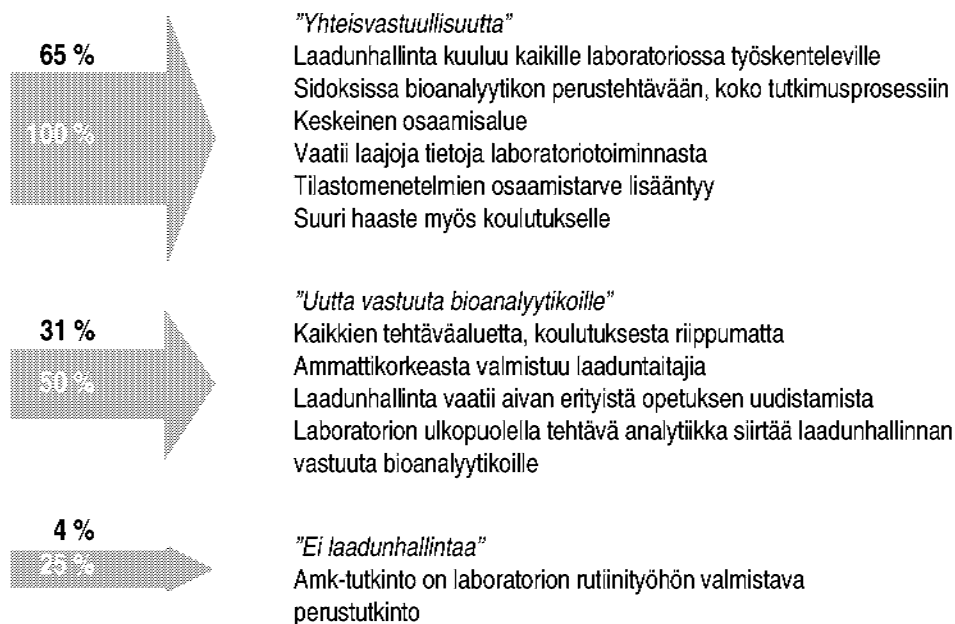 65 %
100 %
"Yhteisvastuullisuutta"
Laadunhallinta kuuluu kaikille laboratoriossa työskenteleville
Sidoksissa bioanalyytikon perustehtävään, koko tutkimusprosessiin
Keskeinen osaamisalue
Vaatii laajoja tietoja laboratoriotoiminnasta
Tilastomenetelmien osaamistarve lisääntyy
Suuri haaste myös koulutukselle
31 %
50 %
"Uutta vastuuta bioanalyytikoille"
Kaikkien tehtäväaluetta, koulutuksesta riippumatta
Ammattikorkeasta valmistuu laaduntaitajia
Laadunhallinta vaatii aivan erityistä opetuksen uudistamista
Laboratorion ulkopuolella tehtävä analytiikka siirtää laadunhallinnan
vastuuta bioanalyytikoille
4 %
25 %
"Ei laadunhallintaa"
Amk-tutkinto on laboratorion rutiinityöhön valmistava
perustutkinto